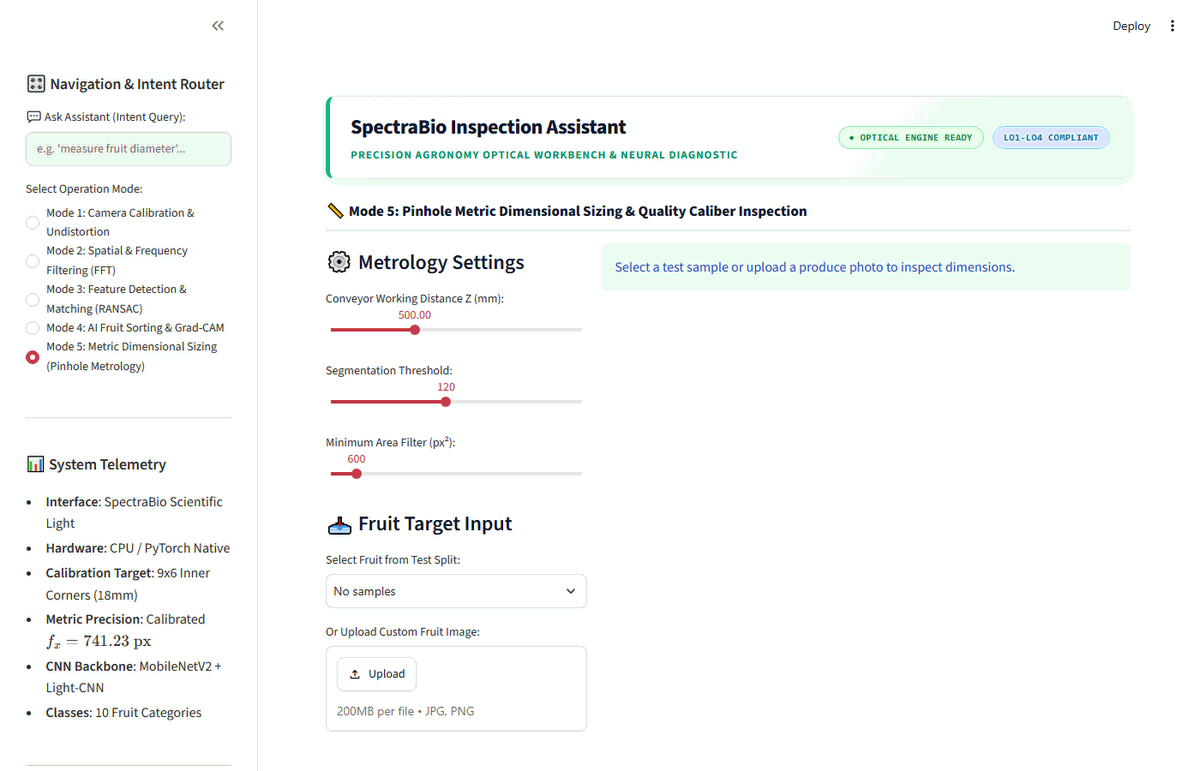 Deploy
Navigation & Intent Router
Ask Assistant (Intent Query):
e.g. 'measure fruit diameter'...
Select Operation Mode:
Mode 1: Camera Calibration &
Undistortion
Mode 2: Spatial & Frequency
Filtering (FFT)
Mode 3: Feature Detection &
Matching (RANSAC)
Mode 4: AI Fruit Sorting & Grad-CAM
Mode 5: Metric Dimensional Sizing
(Pinhole Metrology)
System Telemetry
• Interface: SpectraBio Scientific
Light
• Hardware: CPU / PyTorch Native
• Calibration Target: 9x6 Inner
Corners (18mm)
• Metric Precision: Calibrated
fₓ = 741.23 px
• CNN Backbone: MobileNetV2 +
Light-CNN
• Classes: 10 Fruit Categories
SpectraBio Inspection Assistant
PRECISION AGRONOMY OPTICAL WORKBENCH & NEURAL DIAGNOSTIC
• OPTICAL ENGINE READY
LO1-LO4 COMPLIANT
Mode 5: Pinhole Metric Dimensional Sizing & Quality Caliber Inspection
Metrology Settings
Conveyor Working Distance Z (mm):
500.00
Segmentation Threshold:
120
Minimum Area Filter (px²):
600
Fruit Target Input
Select Fruit from Test Split:
No samples
Or Upload Custom Fruit Image:
Upload
200MB per file • JPG, PNG
Select a test sample or upload a produce photo to inspect dimensions.